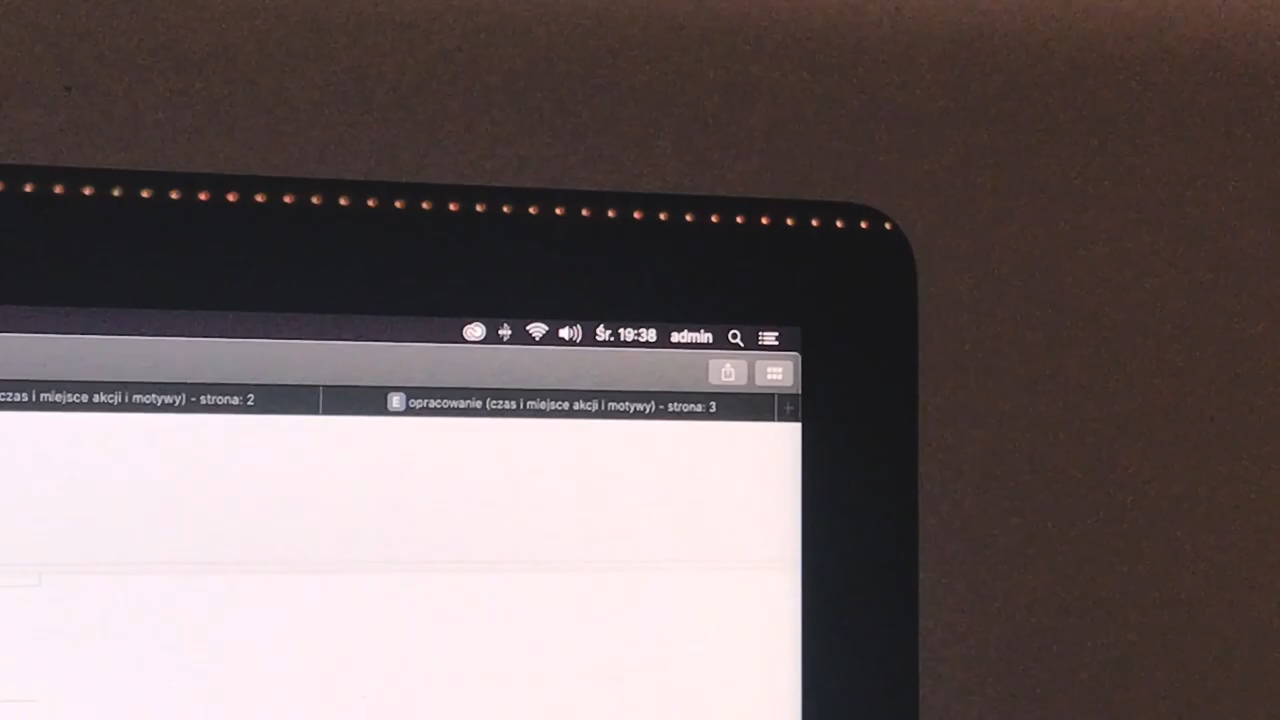 Śr. 19:38 admin
czas i miejsce akcji i motywy) - strona: 2
E opracowanie (czas i miejsce akcji i motywy) - strona: 3